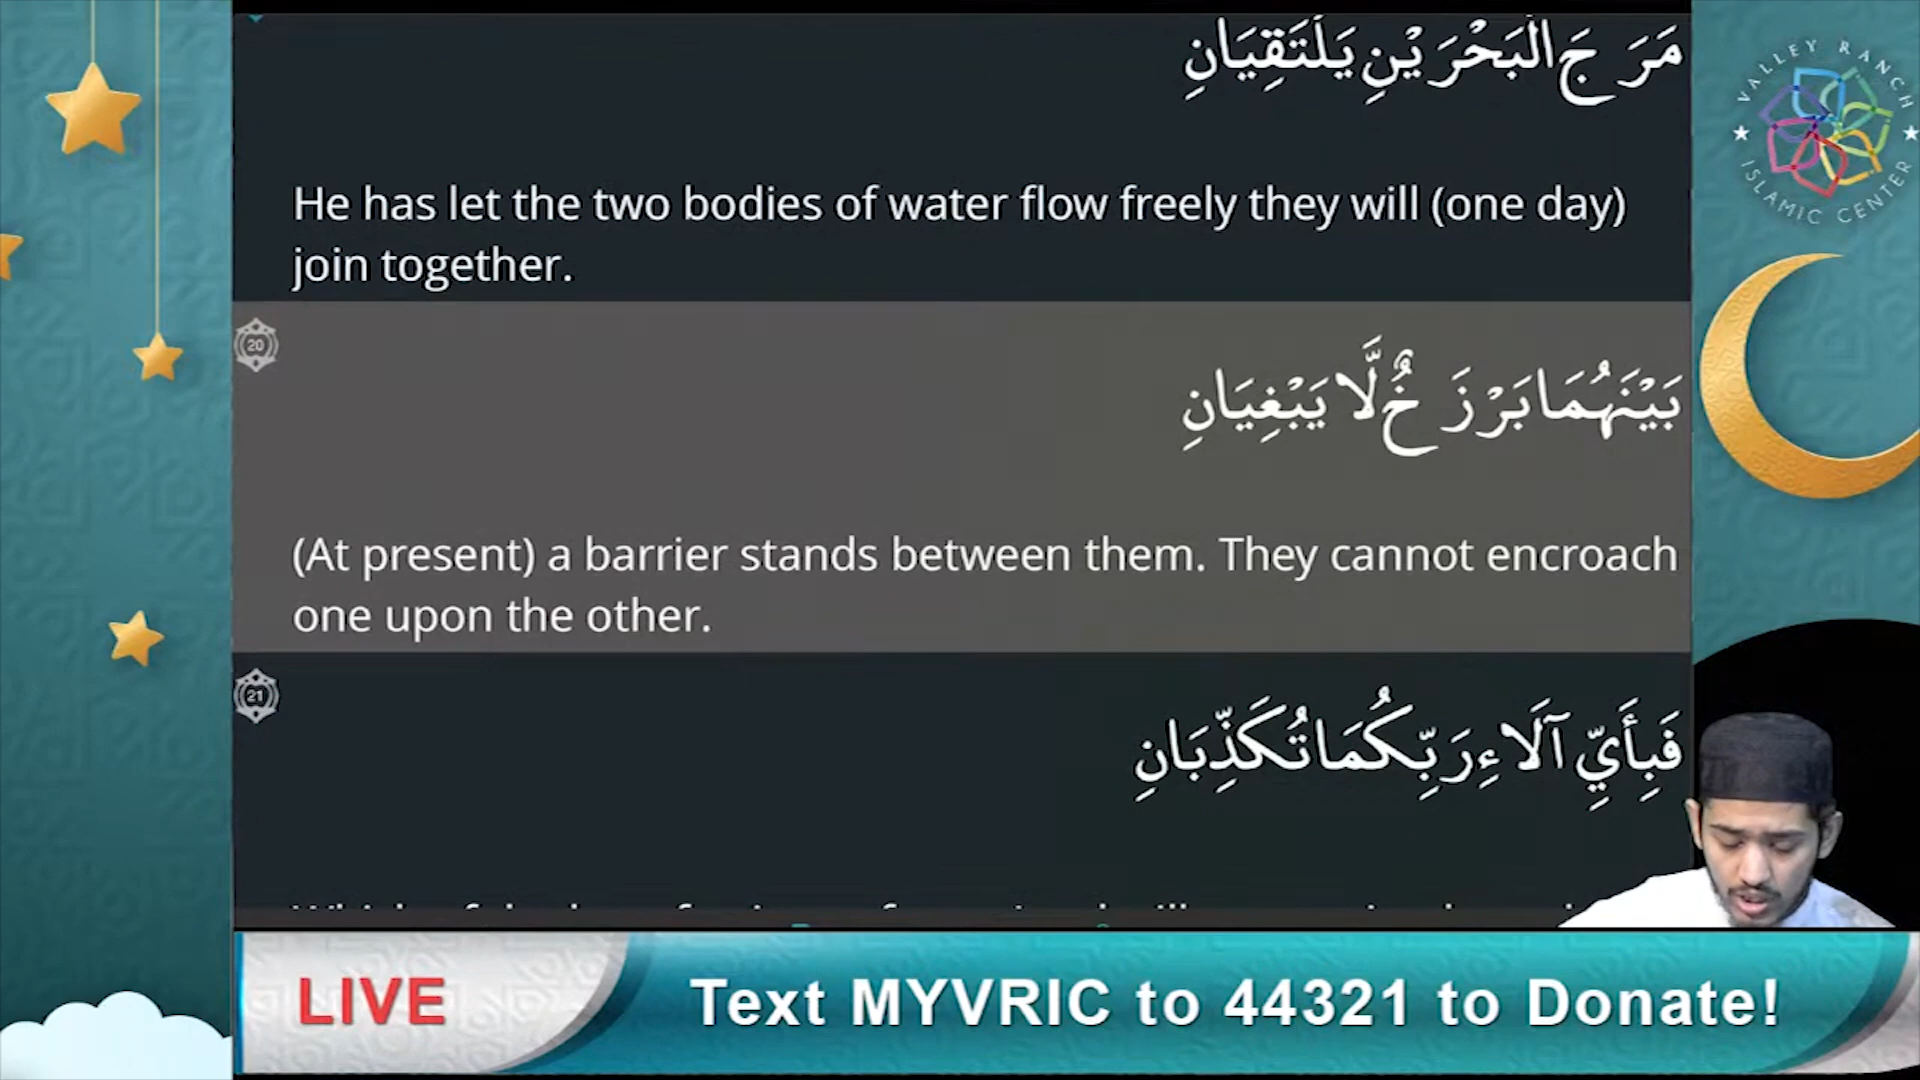 مَرَجَ الْبَحْرَيْنِ يَلْتَقِيَانِ
He has let the two bodies of water flow freely they will (one day)
join together.
20
بَيْنَهُمَا بَرْزَخٌ لَّا يَبْغِيَانِ
(At present) a barrier stands between them. They cannot encroach
one upon the other.
21
فَبِأَيِّ آلَاءِ رَبِّكُمَا تُكَذِّبَانِ
VALLEY RANCH
ISLAMIC CENTER
LIVE
Text MYVRIC to 44321 to Donate!